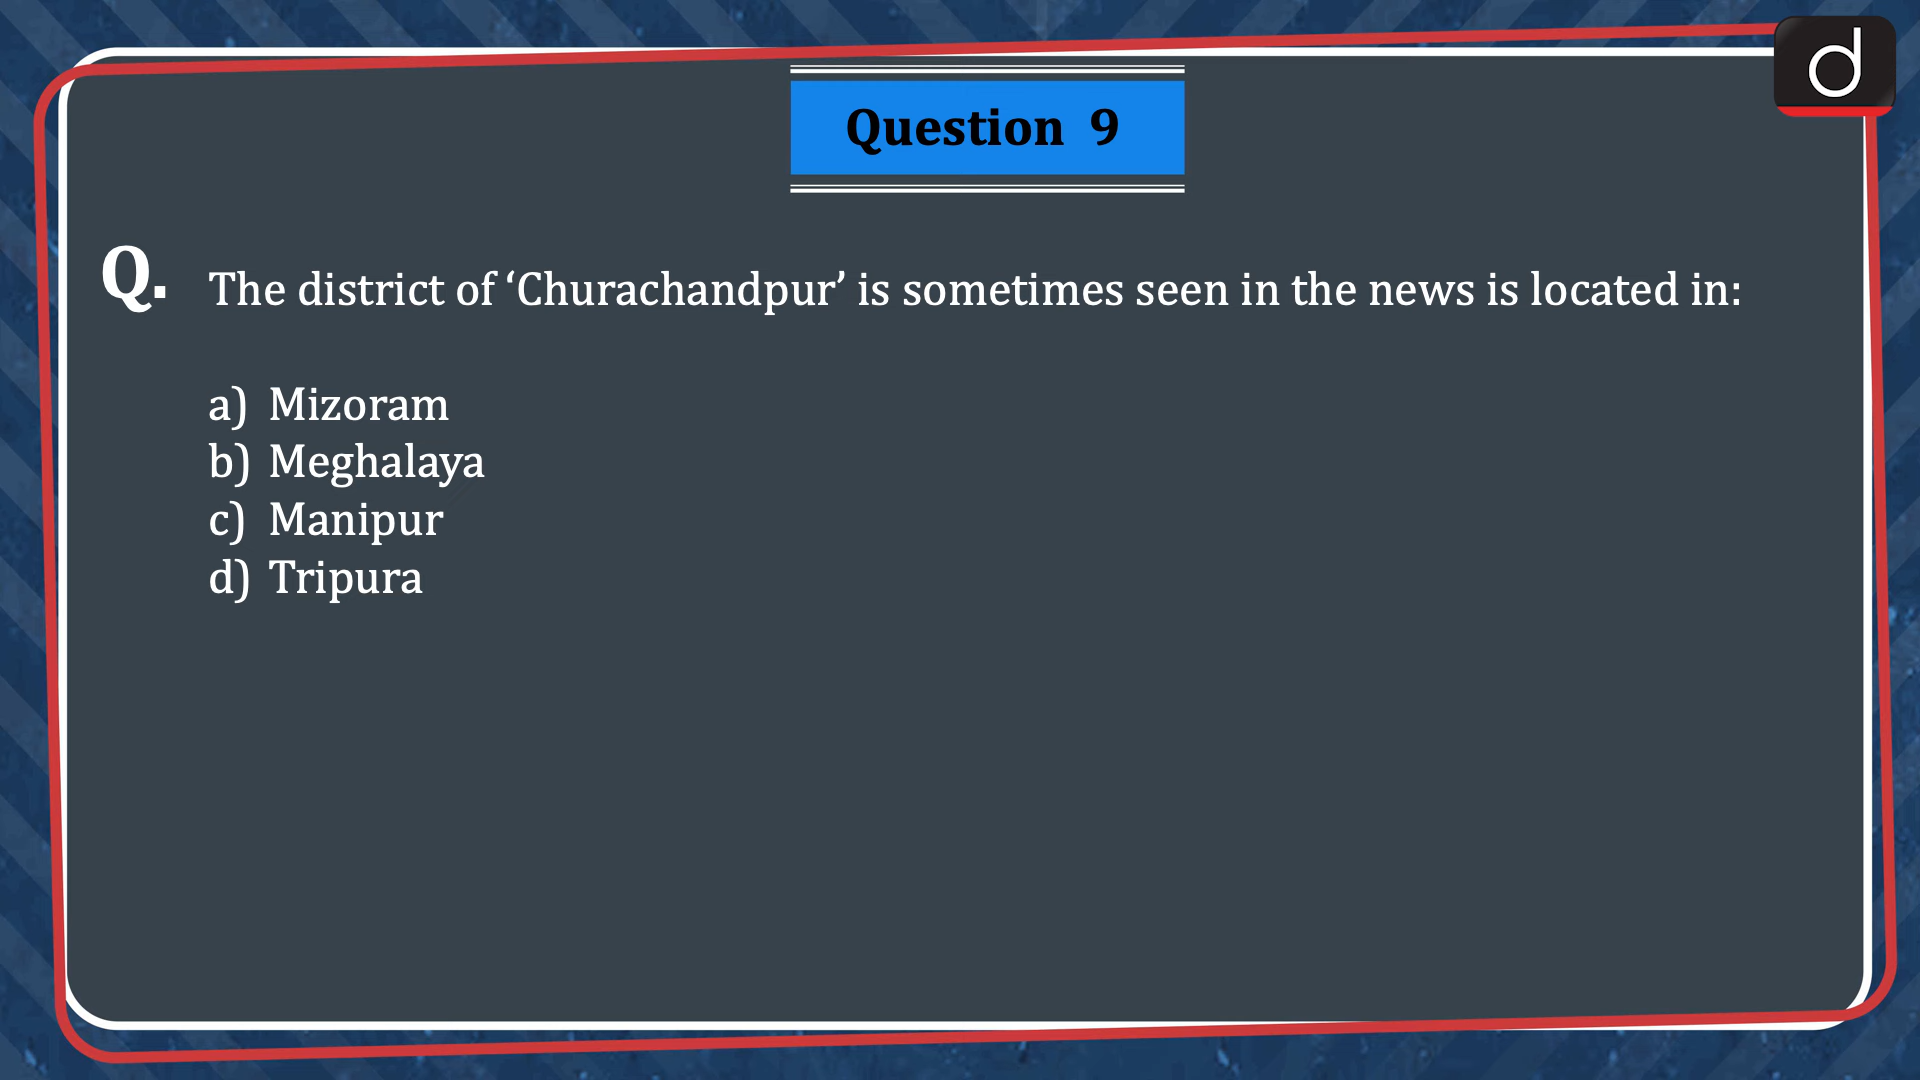 d
Question 9
Q. The district of ‘Churachandpur’ is sometimes seen in the news is located in:
a) Mizoram
b) Meghalaya
c) Manipur
d) Tripura